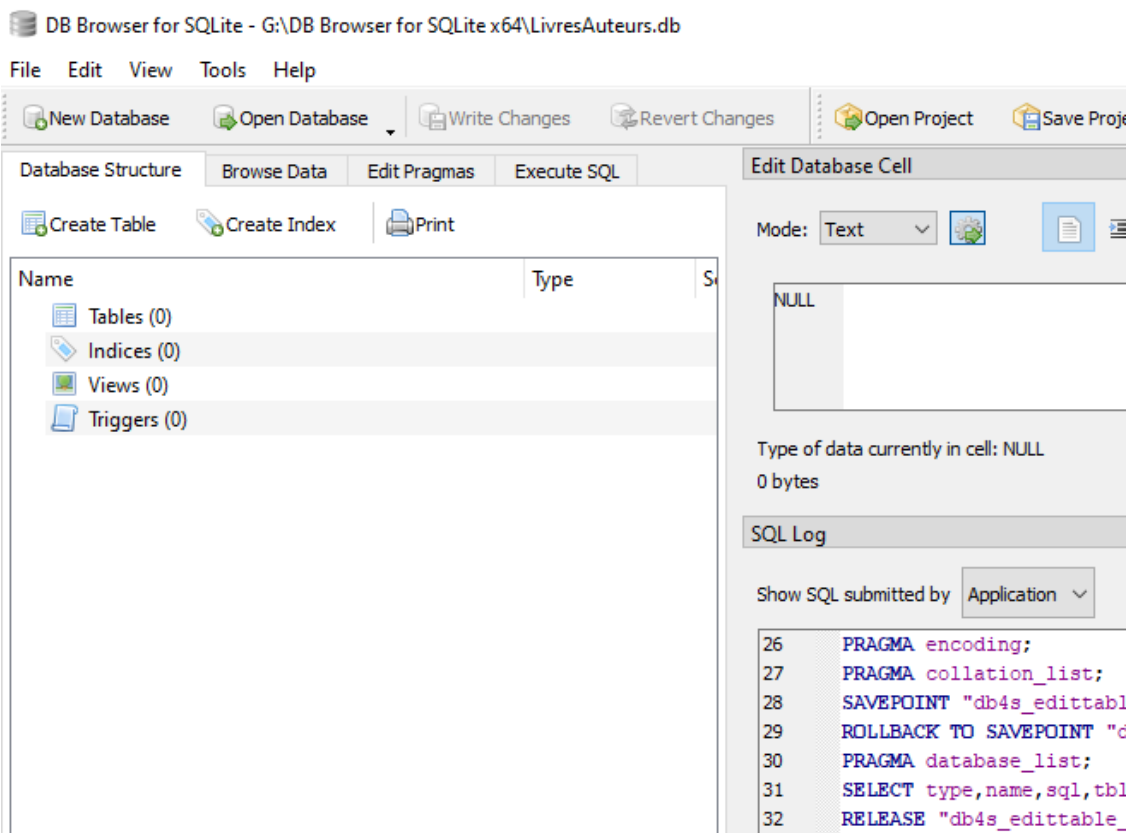 DB Browser for SQLite - G:\DB Browser for SQLite x64\LivresAuteurs.db
File Edit View Tools Help
New Database Open Database Write Changes Revert Changes Open Project Save Proje
Database Structure Browse Data Edit Pragmas Execute SQL
Create Table Create Index Print
Name Type S
Tables (0)
Indices (0)
Views (0)
Triggers (0)
Edit Database Cell
Mode: Text
NULL
Type of data currently in cell: NULL
0 bytes
SQL Log
Show SQL submitted by Application
26 PRAGMA encoding;
27 PRAGMA collation_list;
28 SAVEPOINT "db4s_edittabl
29 ROLLBACK TO SAVEPOINT "d
30 PRAGMA database_list;
31 SELECT type,name,sql,tbl
32 RELEASE "db4s_edittable_